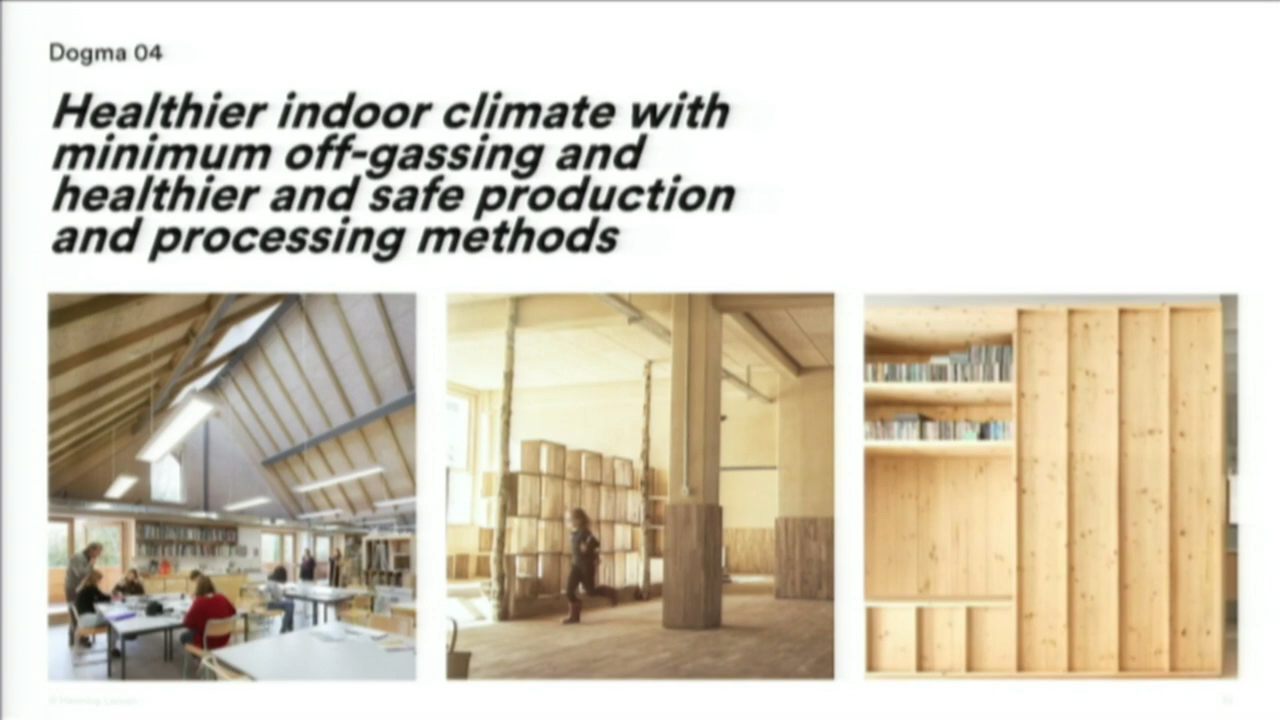 Dogma 04
Healthier indoor climate with
minimum off-gassing and
healthier and safe production
and processing methods